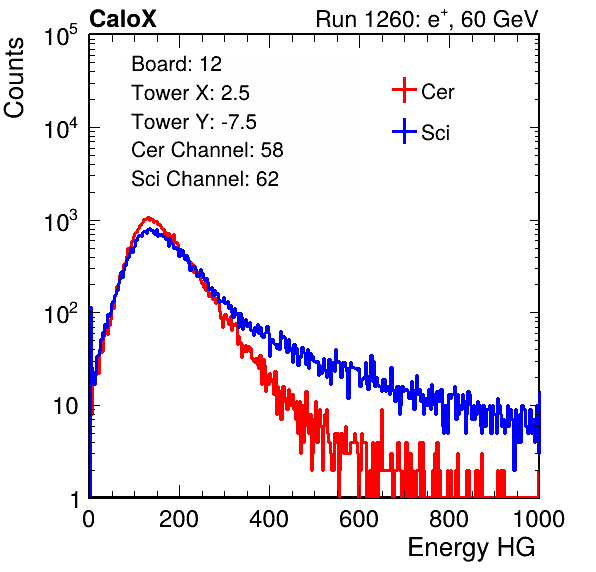 CaloX Run 1260: e+, 60 GeV
Board: 12
Tower X: 2.5
Tower Y: -7.5
Cer Channel: 58
Sci Channel: 62
Cer
Sci
Counts
10^5
10^4
10^3
10^2
10
1
0 200 400 600 800 1000
Energy HG